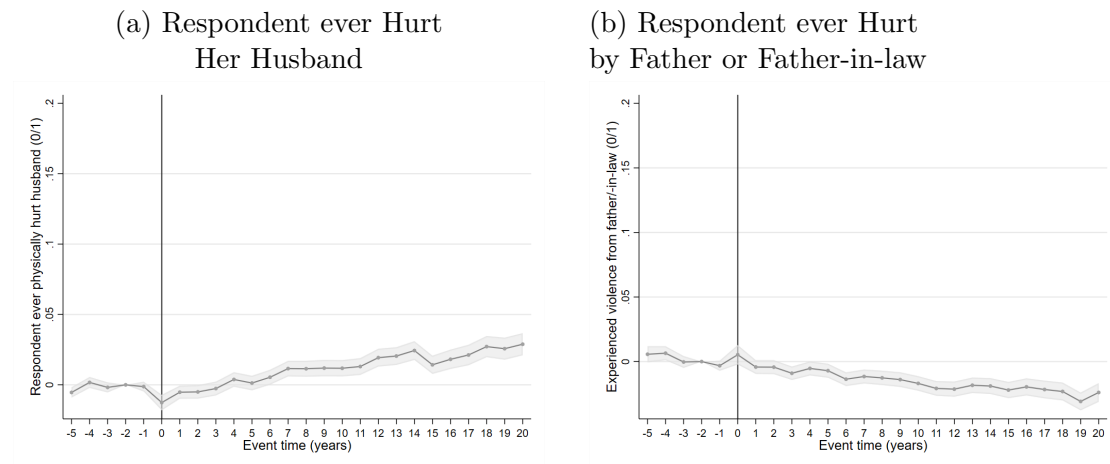 (a) Respondent ever Hurt
Her Husband
Respondent ever physically hurt husband (0/1)
.2
.15
.1
.05
0
-5 -4 -3 -2 -1 0 1 2 3 4 5 6 7 8 9 10 11 12 13 14 15 16 17 18 19 20
Event time (years)
(b) Respondent ever Hurt
by Father or Father-in-law
Experienced violence from father/-in-law (0/1)
.2
.15
.1
.05
0
-5 -4 -3 -2 -1 0 1 2 3 4 5 6 7 8 9 10 11 12 13 14 15 16 17 18 19 20
Event time (years)